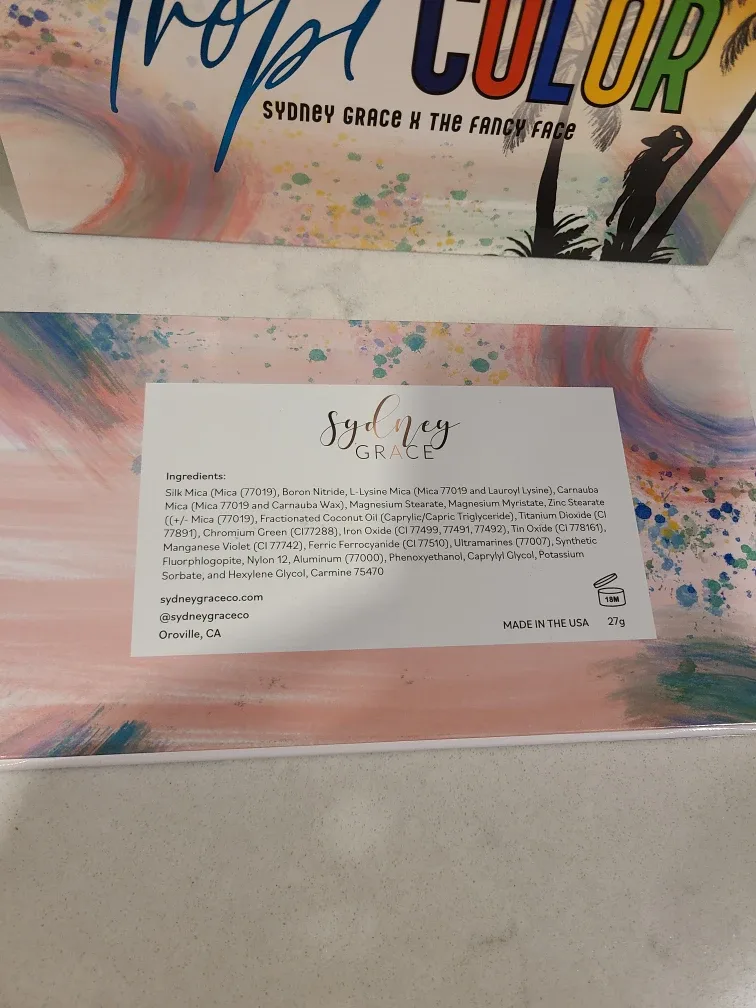 Tropi COLOR
SYDNEY GRACE X THE FANCY FACE
Sydney
GRACE
Ingredients:
Silk Mica (Mica (77019), Boron Nitride, L-Lysine Mica (Mica 77019 and Lauroyl Lysine), Carnauba
Mica (Mica 77019 and Carnauba Wax), Magnesium Stearate, Magnesium Myristate, Zinc Stearate
((+/- Mica (77019), Fractionated Coconut Oil (Caprylic/Capric Triglyceride), Titanium Dioxide (CI
77891), Chromium Green (CI77288), Iron Oxide (CI 77499, 77491, 77492), Tin Oxide (CI 778161),
Manganese Violet (CI 77742), Ferric Ferrocyanide (CI 77510), Ultramarines (77007), Synthetic
Fluorphlogopite, Nylon 12, Aluminum (77000), Phenoxyethanol, Caprylyl Glycol, Potassium
Sorbate, and Hexylene Glycol, Carmine 75470
sydneygraceco.com
@sydneygraceco
Oroville, CA
18M
MADE IN THE USA 27g